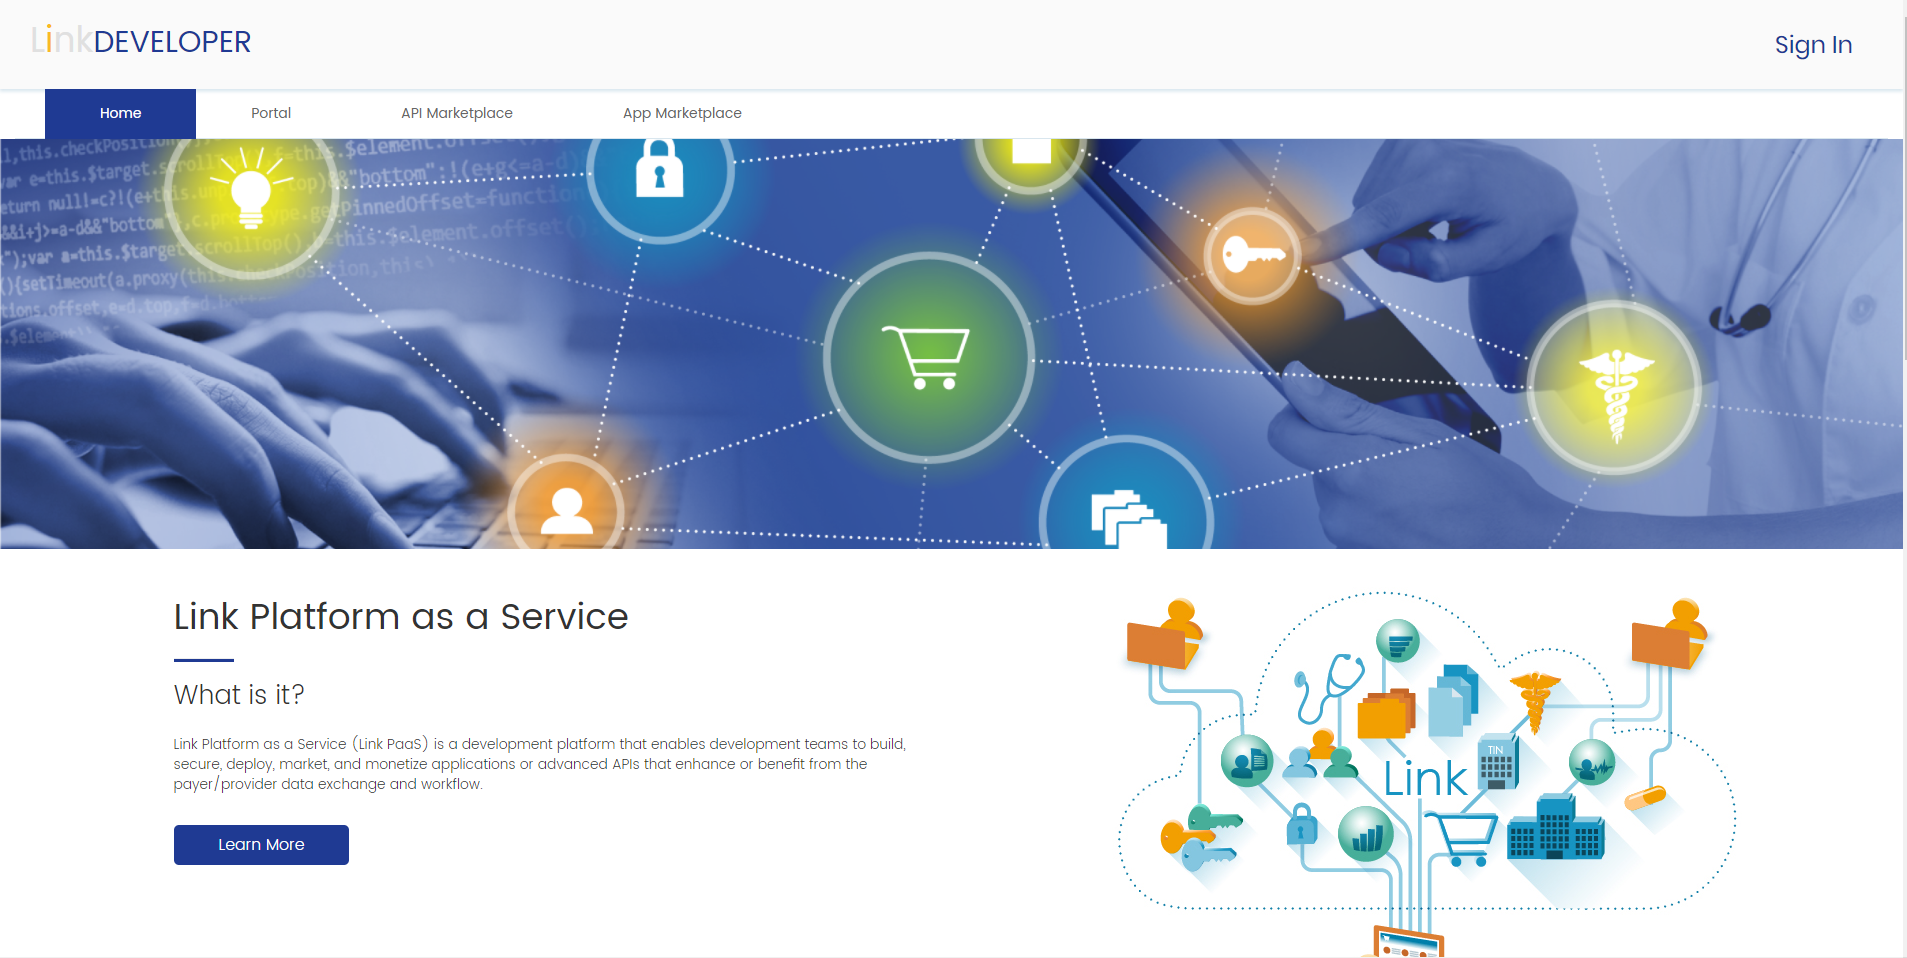 LinkDEVELOPER
Sign In
Home
Portal
API Marketplace
App Marketplace
Link Platform as a Service
What is it?
Link Platform as a Service (Link PaaS) is a development platform that enables development teams to build,
secure, deploy, market, and monetize applications or advanced APIs that enhance or benefit from the
payer/provider data exchange and workflow.
Learn More
TIN
Link